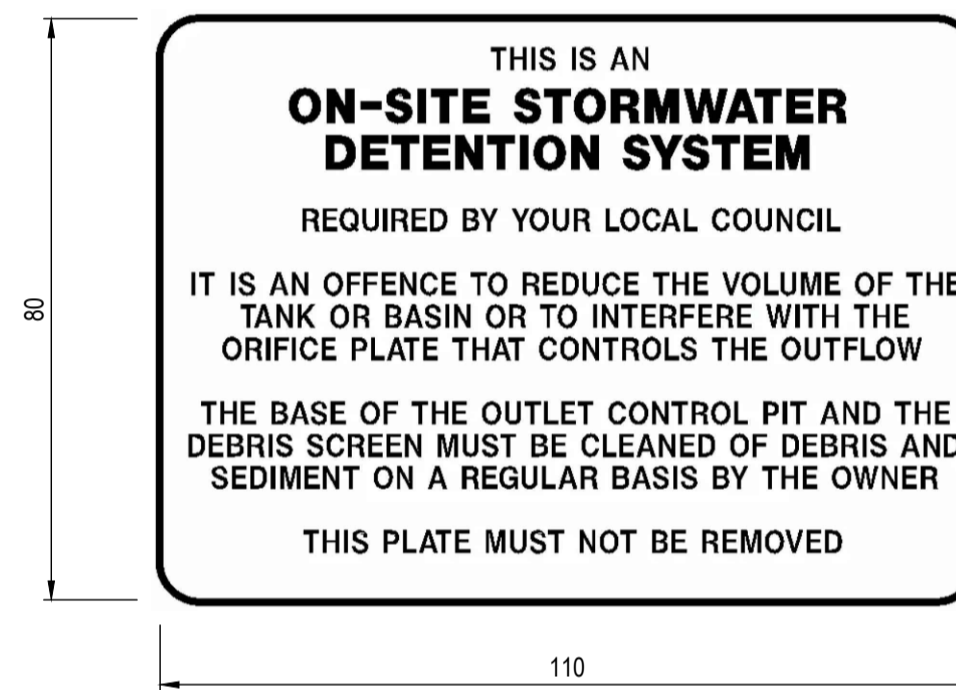 THIS IS AN
ON-SITE STORMWATER
DETENTION SYSTEM
REQUIRED BY YOUR LOCAL COUNCIL
IT IS AN OFFENCE TO REDUCE THE VOLUME OF THE
TANK OR BASIN OR TO INTERFERE WITH THE
ORIFICE PLATE THAT CONTROLS THE OUTFLOW
THE BASE OF THE OUTLET CONTROL PIT AND THE
DEBRIS SCREEN MUST BE CLEANED OF DEBRIS AND
SEDIMENT ON A REGULAR BASIS BY THE OWNER
THIS PLATE MUST NOT BE REMOVED
80
110